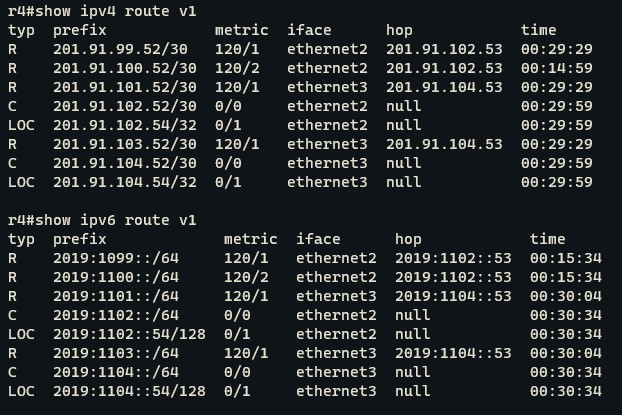 r4#show ipv4 route v1
typ prefix metric iface hop time
R 201.91.99.52/30 120/1 ethernet2 201.91.102.53 00:29:29
R 201.91.100.52/30 120/2 ethernet2 201.91.102.53 00:14:59
R 201.91.101.52/30 120/1 ethernet3 201.91.104.53 00:29:29
C 201.91.102.52/30 0/0 ethernet2 null 00:29:59
LOC 201.91.102.54/32 0/1 ethernet2 null 00:29:59
R 201.91.103.52/30 120/1 ethernet3 201.91.104.53 00:29:29
C 201.91.104.52/30 0/0 ethernet3 null 00:29:59
LOC 201.91.104.54/32 0/1 ethernet3 null 00:29:59
r4#show ipv6 route v1
typ prefix metric iface hop time
R 2019:1099::/64 120/1 ethernet2 2019:1102::53 00:15:34
R 2019:1100::/64 120/2 ethernet2 2019:1102::53 00:15:34
R 2019:1101::/64 120/1 ethernet3 2019:1104::53 00:30:04
C 2019:1102::/64 0/0 ethernet2 null 00:30:34
LOC 2019:1102::54/128 0/1 ethernet2 null 00:30:34
R 2019:1103::/64 120/1 ethernet3 2019:1104::53 00:30:04
C 2019:1104::/64 0/0 ethernet3 null 00:30:34
LOC 2019:1104::54/128 0/1 ethernet3 null 00:30:34